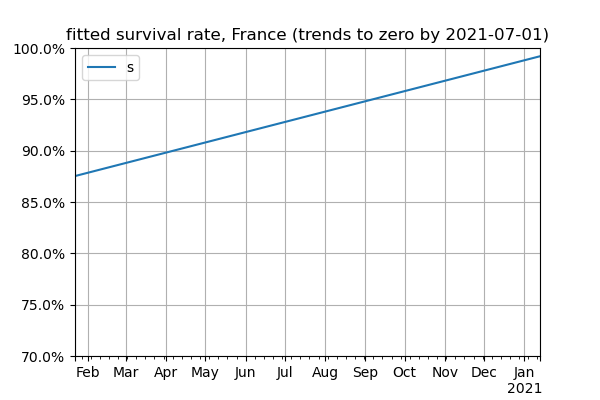 fitted survival rate, France (trends to zero by 2021-07-01)
100.0%
s
95.0%
90.0%
85.0%
80.0%
75.0%
70.0%
Feb Mar Apr May Jun Jul Aug Sep Oct Nov Dec Jan
2021